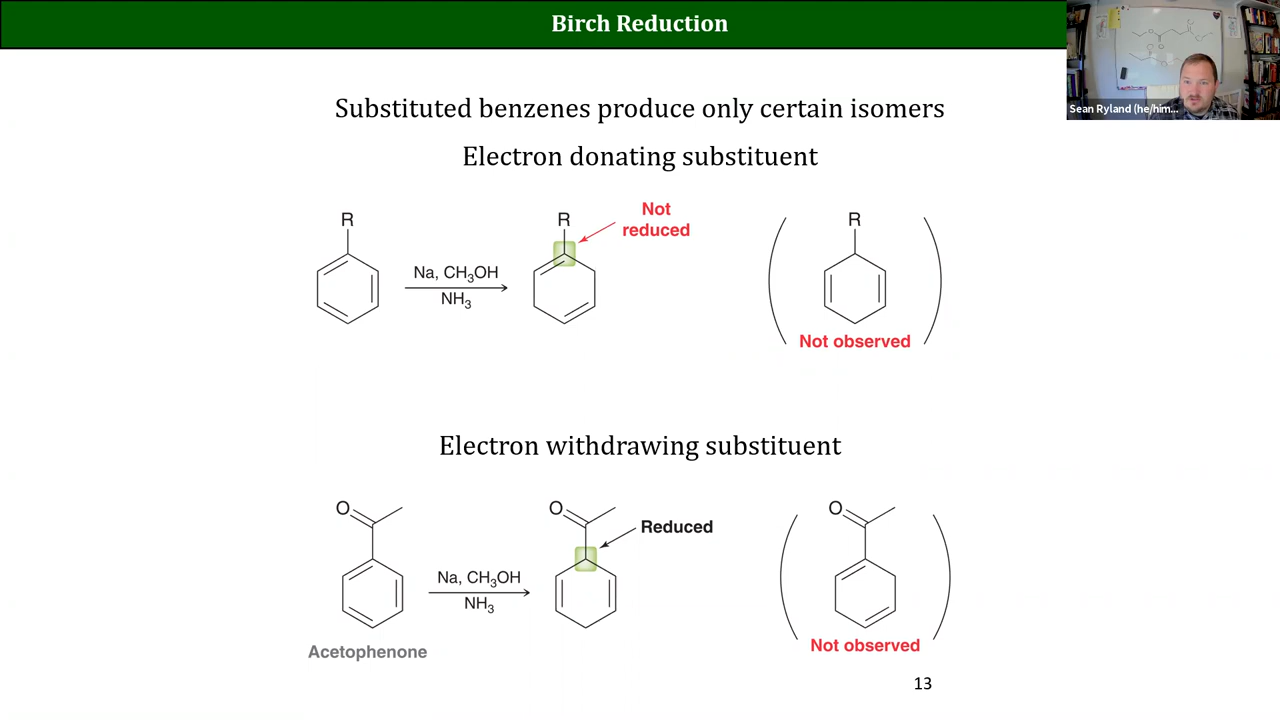 Birch Reduction
Sean Ryland (he/him...
Substituted benzenes produce only certain isomers
Electron donating substituent
R
Na, CH₃OH
NH₃
R
Not
reduced
R
Not observed
Electron withdrawing substituent
O
Acetophenone
Na, CH₃OH
NH₃
O
Reduced
O
Not observed
13